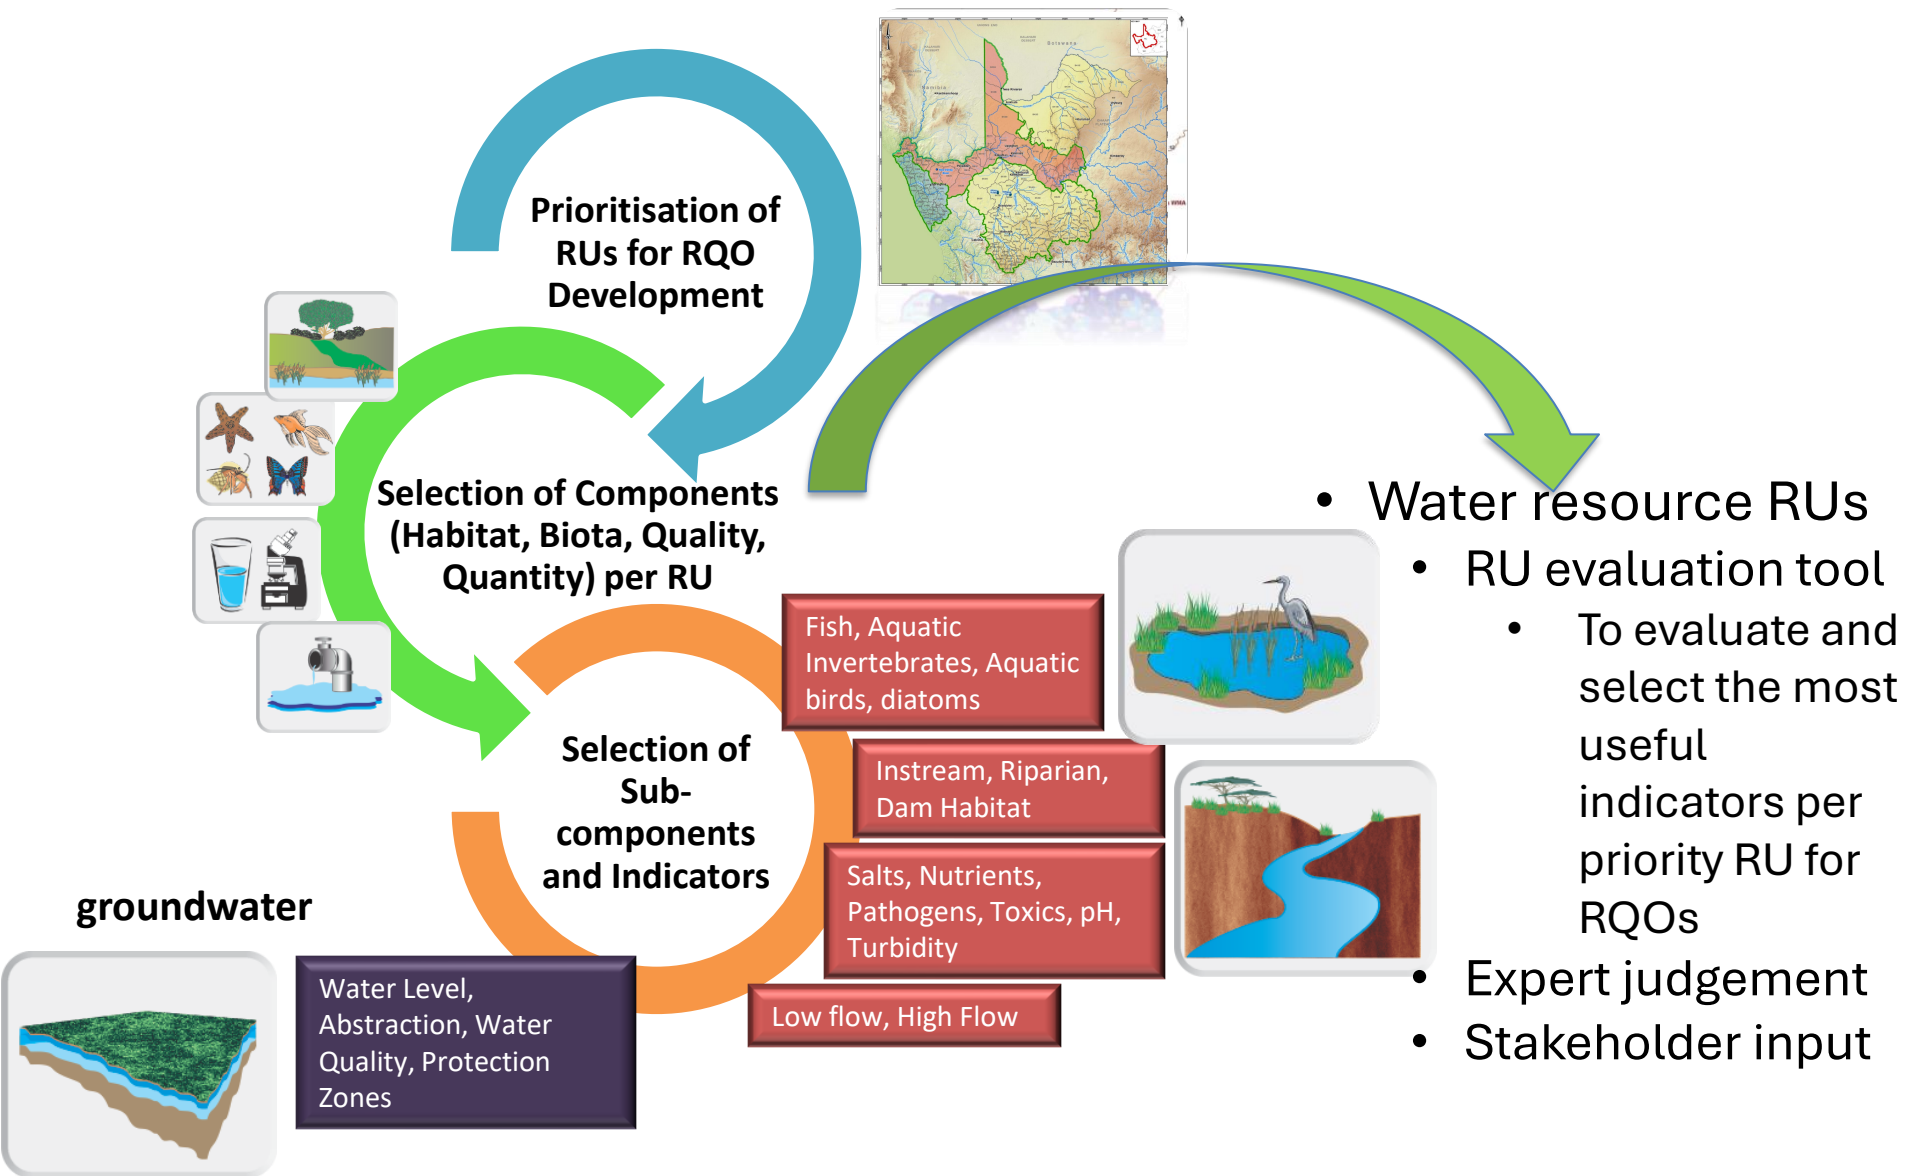 Prioritisation of
RUs for RQO
Development
Namibia
Botswana
WMA
Selection of Components
(Habitat, Biota, Quality,
Quantity) per RU
Selection of
Sub-
components
and Indicators
Fish, Aquatic
Invertebrates, Aquatic
birds, diatoms
Instream, Riparian,
Dam Habitat
Salts, Nutrients,
Pathogens, Toxics, pH,
Turbidity
Low flow, High Flow
groundwater
Water Level,
Abstraction, Water
Quality, Protection
Zones
• Water resource RUs
• RU evaluation tool
• To evaluate and
select the most
useful
indicators per
priority RU for
RQOs
• Expert judgement
• Stakeholder input